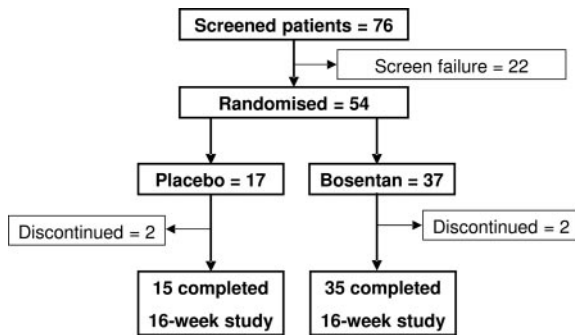 Screened patients = 76
Screen failure = 22
Randomised = 54
Placebo = 17
Bosentan = 37
Discontinued = 2
Discontinued = 2
15 completed
16-week study
35 completed
16-week study